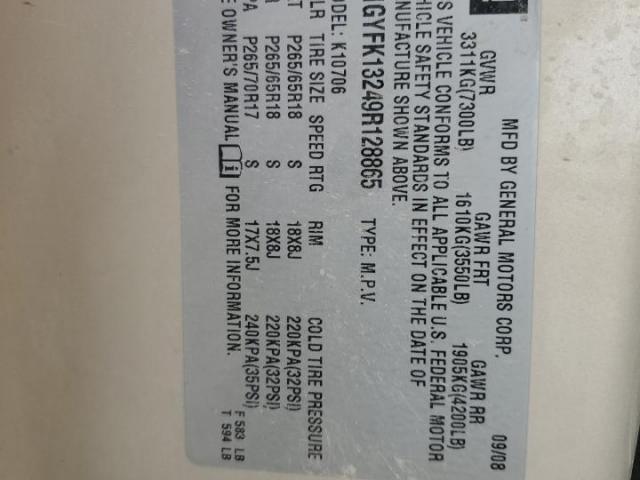 MFD BY GENERAL MOTORS CORP. 09/08
GVWR GAWR FRT GAWR RR
3311KG(7300LB) 1610KG(3550LB) 1905KG(4200LB)
S VEHICLE CONFORMS TO ALL APPLICABLE U.S. FEDERAL MOTOR
HICLE SAFETY STANDARDS IN EFFECT ON THE DATE OF
NUFACTURE SHOWN ABOVE.
GYFK13249R128865 TYPE: M.P.V.
ODEL: K10706
LR TIRE SIZE SPEED RTG RIM COLD TIRE PRESSURE
T P265/65R18 S 18X8J 220KPA(32PSI)
R P265/65R18 S 18X8J 220KPA(32PSI)
PA P265/70R17 S 17X7.5J 240KPA(35PSI)
E OWNER'S MANUAL i FOR MORE INFORMATION. F 583 LB
T 594 LB